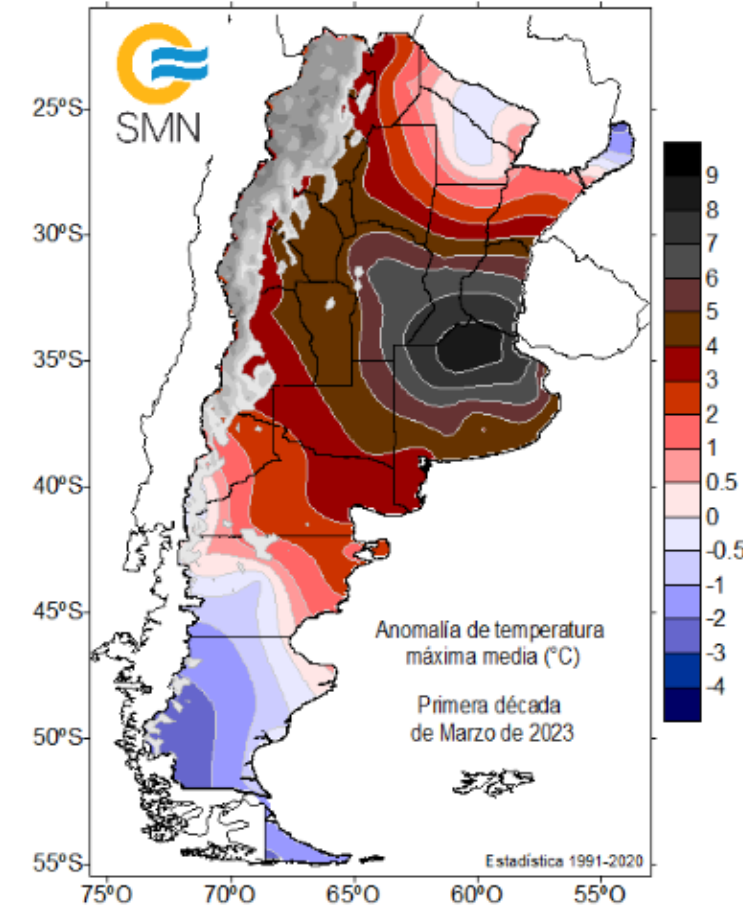 SMN
25ºS
30ºS
35ºS
40ºS
45ºS
50ºS
55ºS
75ºO 70ºO 65ºO 60ºO 55ºO
9
8
7
6
5
4
3
2
1
0.5
0
-0.5
-1
-2
-3
-4
Anomalía de temperatura
máxima media (°C)
Primera década
de Marzo de 2023
Estadística 1991-2020